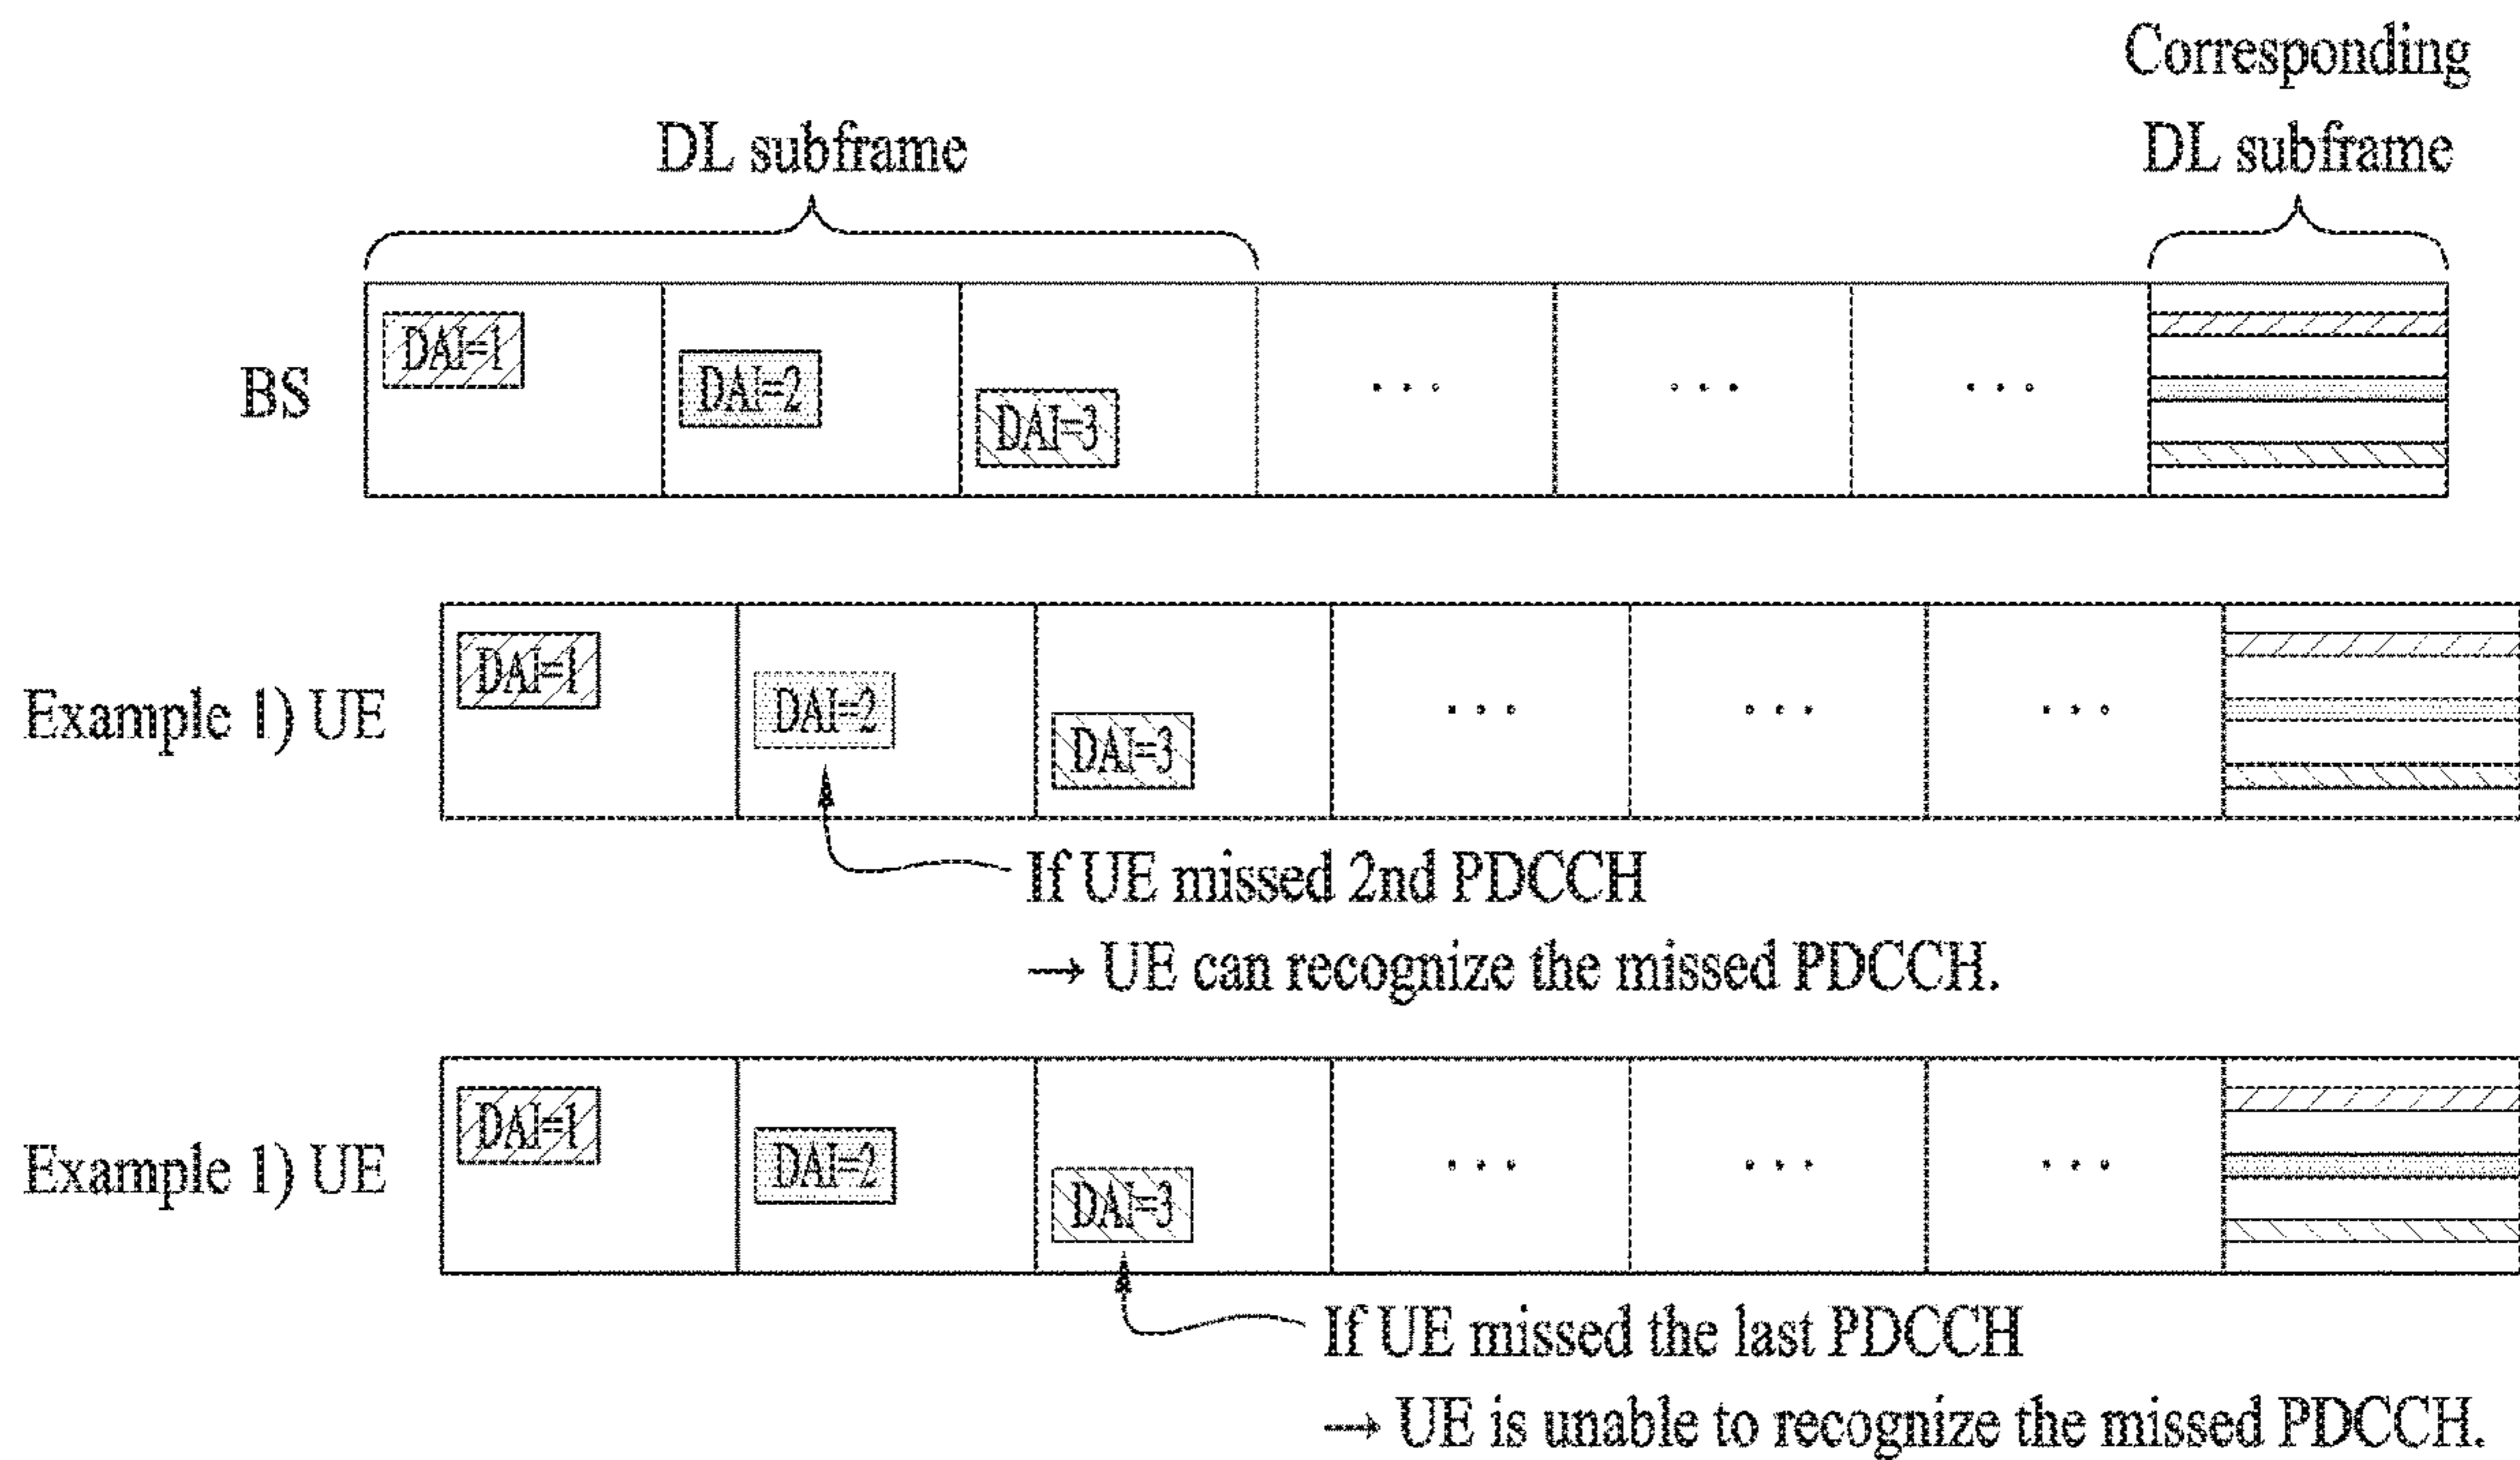 Corresponding
DL subframe
DL subframe
BS
DAI=1
DAI=2
DAI=3
• • •
• • •
• • •
Example 1) UE
DAI=1
DAI=2
DAI=3
• • •
• • •
• • •
If UE missed 2nd PDCCH
→ UE can recognize the missed PDCCH.
Example 1) UE
DAI=1
DAI=2
DAI=3
• • •
• • •
• • •
If UE missed the last PDCCH
→ UE is unable to recognize the missed PDCCH.